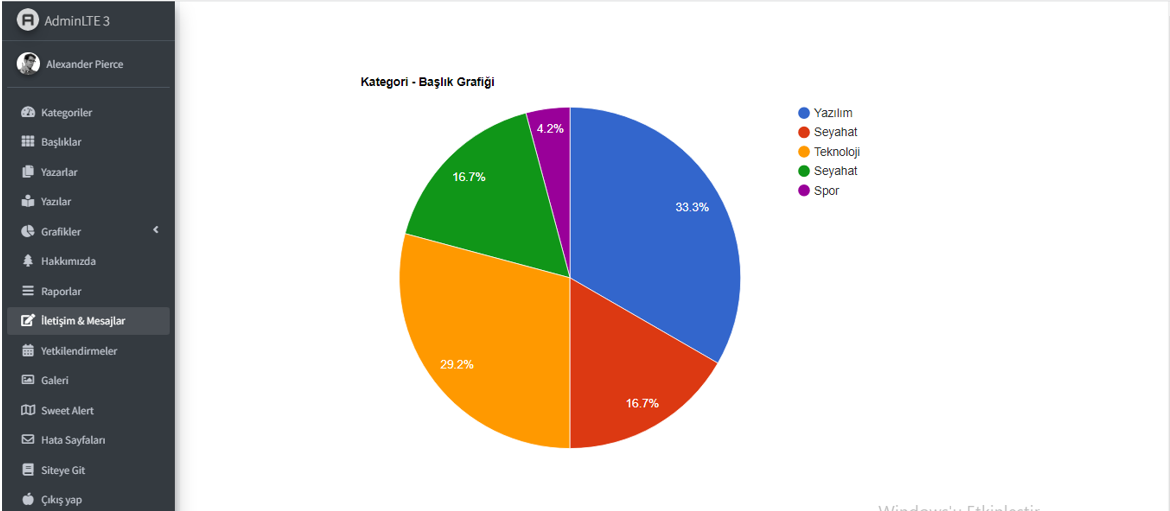 AdminLTE 3
Alexander Pierce
Kategoriler
Başlıklar
Yazarlar
Yazılar
Grafikler
Hakkımızda
Raporlar
İletişim & Mesajlar
Yetkilendirmeler
Galeri
Sweet Alert
Hata Sayfaları
Siteye Git
Çıkış yap
Kategori - Başlık Grafiği
4.2%
16.7%
33.3%
29.2%
16.7%
Yazılım
Seyahat
Teknoloji
Seyahat
Spor
Windows'u Etkinleştir